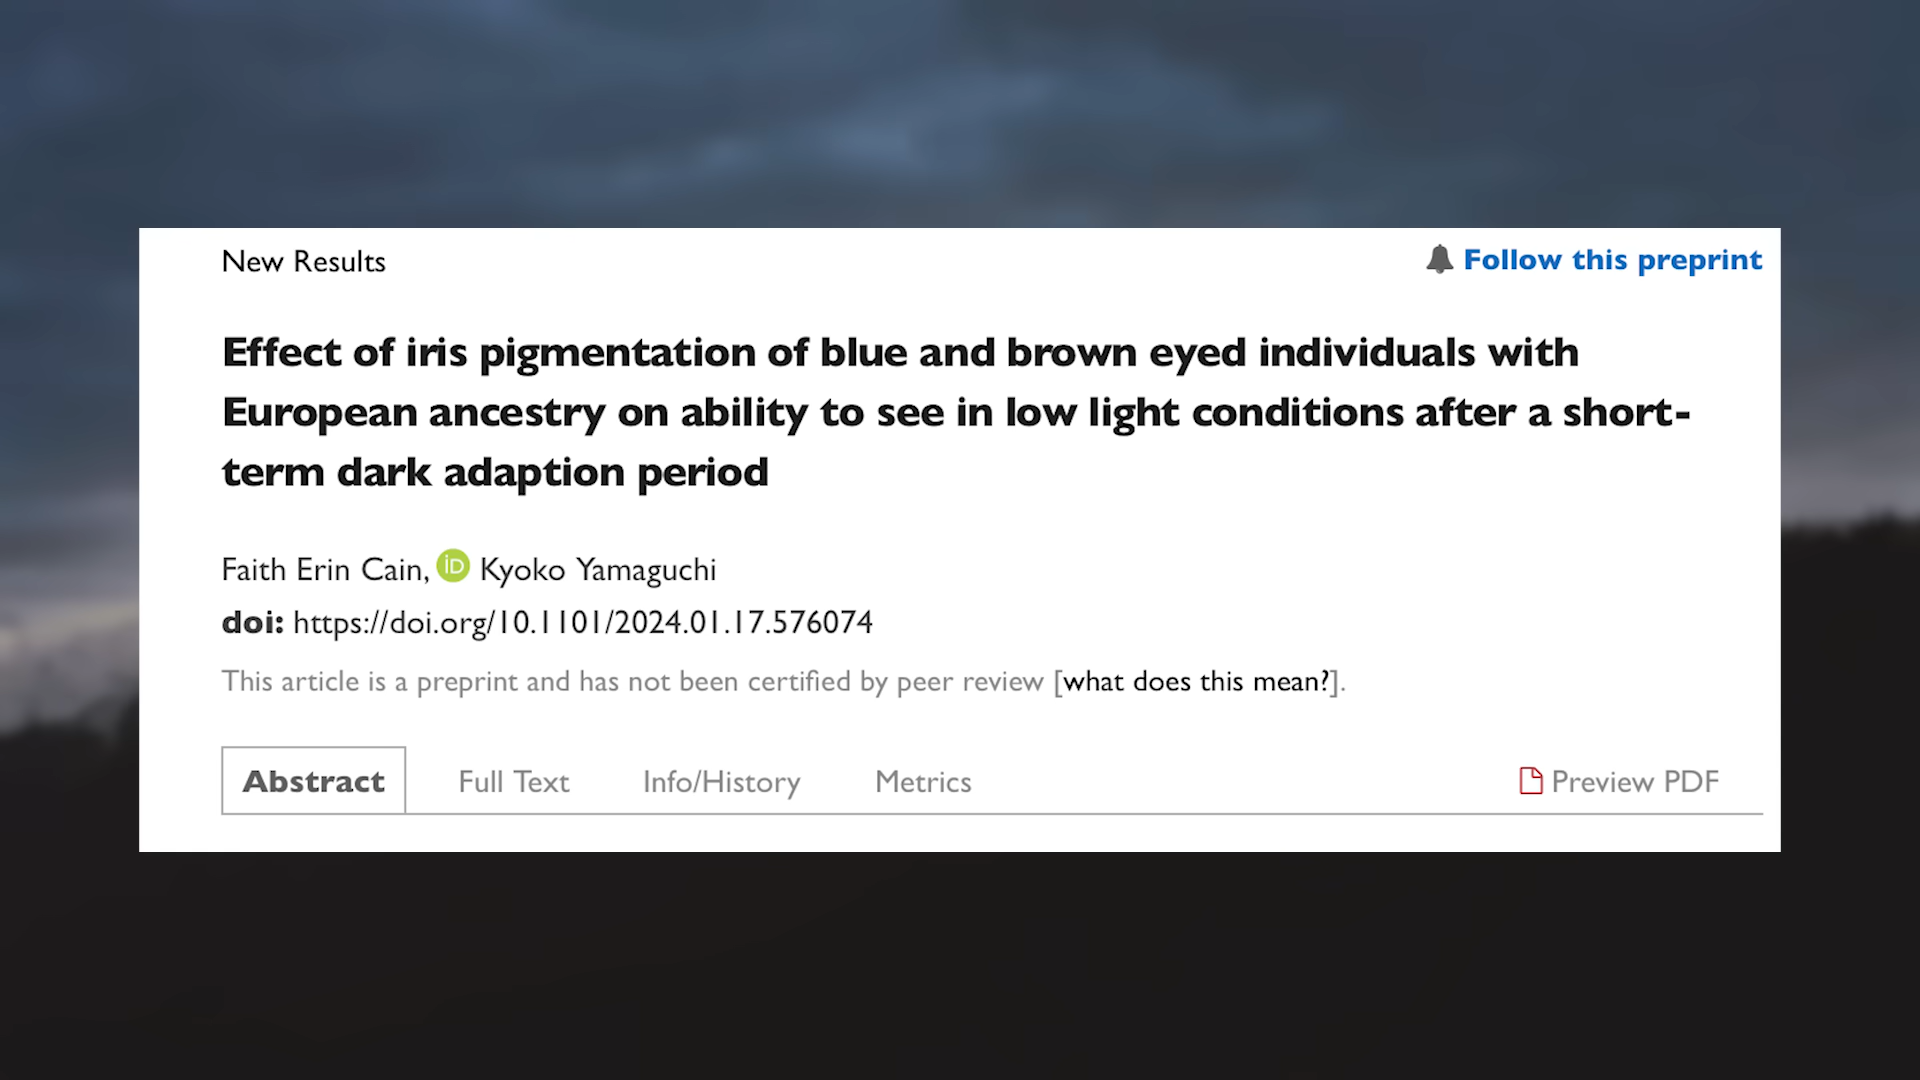 New Results
Follow this preprint
Effect of iris pigmentation of blue and brown eyed individuals with
European ancestry on ability to see in low light conditions after a short-
term dark adaption period
Faith Erin Cain, iD Kyoko Yamaguchi
doi: https://doi.org/10.1101/2024.01.17.576074
This article is a preprint and has not been certified by peer review [what does this mean?].
Abstract Full Text Info/History Metrics Preview PDF